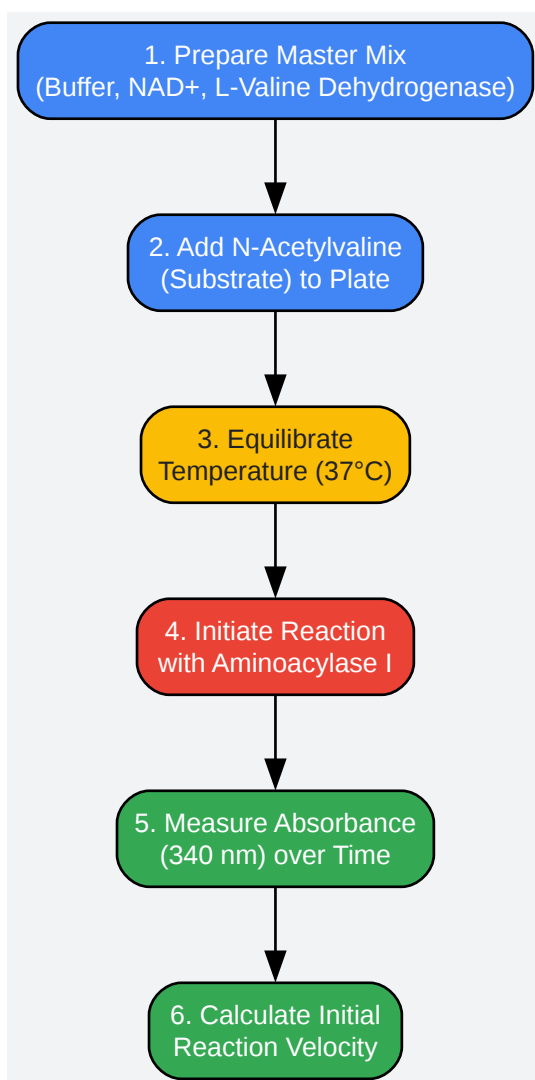 1. Prepare Master Mix
(Buffer, NAD+, L-Valine Dehydrogenase)
2. Add N-Acetylvaline
(Substrate) to Plate
3. Equilibrate
Temperature (37°C)
4. Initiate Reaction
with Aminoacylase I
5. Measure Absorbance
(340 nm) over Time
6. Calculate Initial
Reaction Velocity